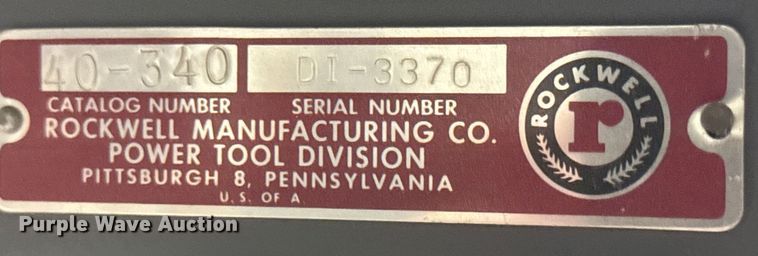 40-340 DI-3370
CATALOG NUMBER SERIAL NUMBER
ROCKWELL MANUFACTURING CO.
POWER TOOL DIVISION
PITTSBURGH 8, PENNSYLVANIA
U.S. OF A
ROCKWELL
r
Purple Wave Auction